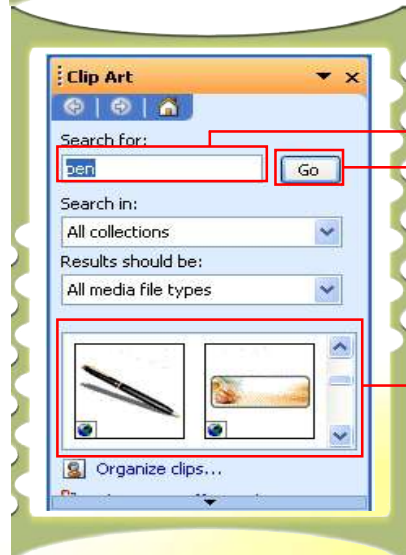 Clip Art
Search for:
pen
Go
Search in:
All collections
Results should be:
All media file types
Organize clips...